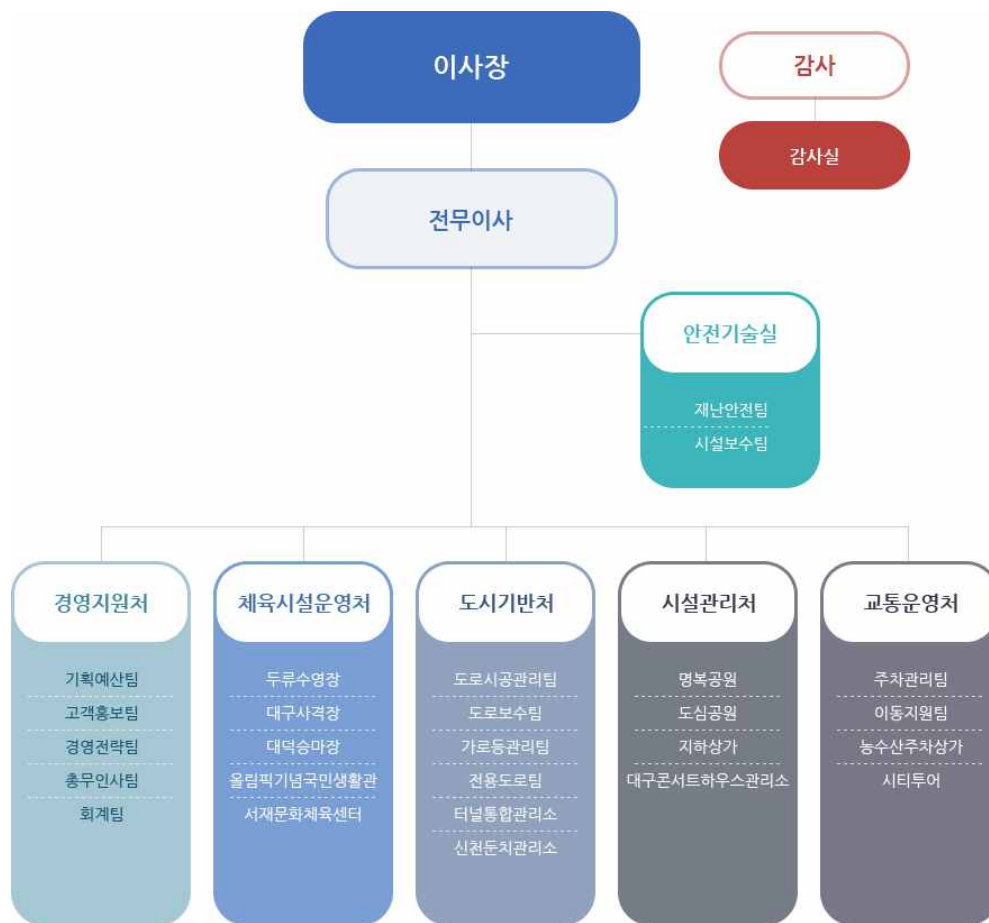 이사장
감사
감사실
전무이사
안전기술실
재난안전팀
시설보수팀
경영지원처
기획예산팀
고객홍보팀
경영전략팀
총무인사팀
회계팀
체육시설운영처
두류수영장
대구사격장
대덕승마장
올림픽기념국민생활관
서재문화체육센터
도시기반처
도로시공관리팀
도로보수팀
가로등관리팀
전용도로팀
터널통합관리소
신천둔치관리소
시설관리처
명복공원
도심공원
지하상가
대구콘서트하우스관리소
교통운영처
주차관리팀
이동지원팀
농수산주차상가
시티투어